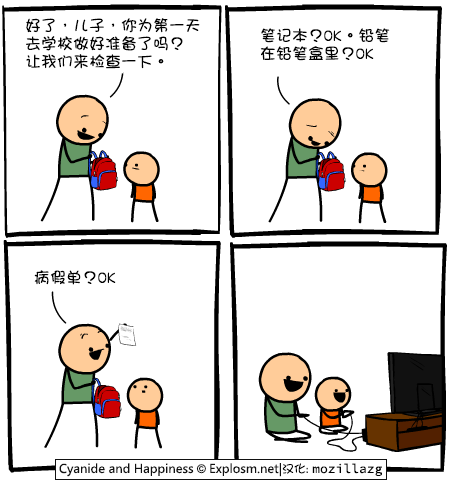 好了，儿子，你为第一天
去学校做好准备了吗？
让我们来检查一下。
笔记本？OK。铅笔
在铅笔盒里？OK
病假单？OK
Cyanide and Happiness © Explosm.net|汉化: mozillazg